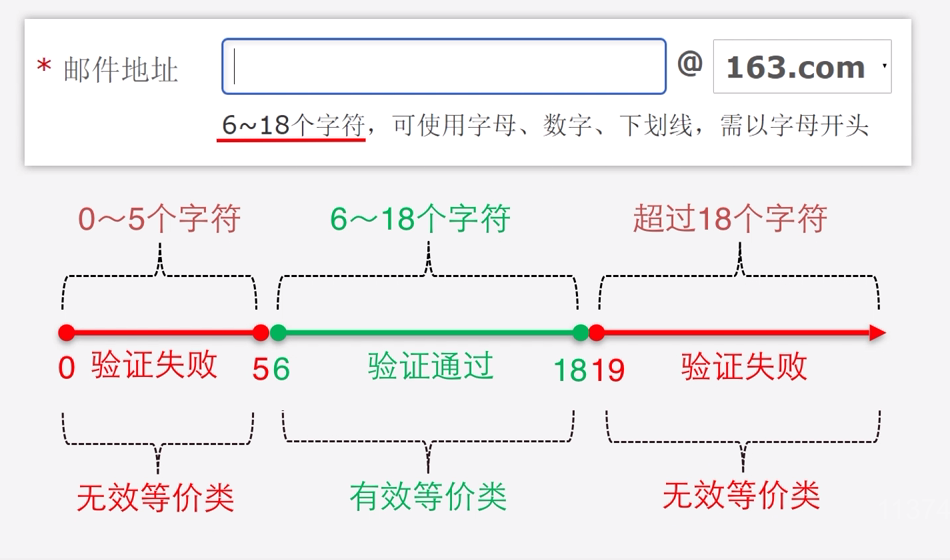 * 邮件地址 @ 163.com
6~18个字符，可使用字母、数字、下划线，需以字母开头
0～5个字符 6～18个字符 超过18个字符
0 验证失败 5 6 验证通过 18 19 验证失败
无效等价类 有效等价类 无效等价类